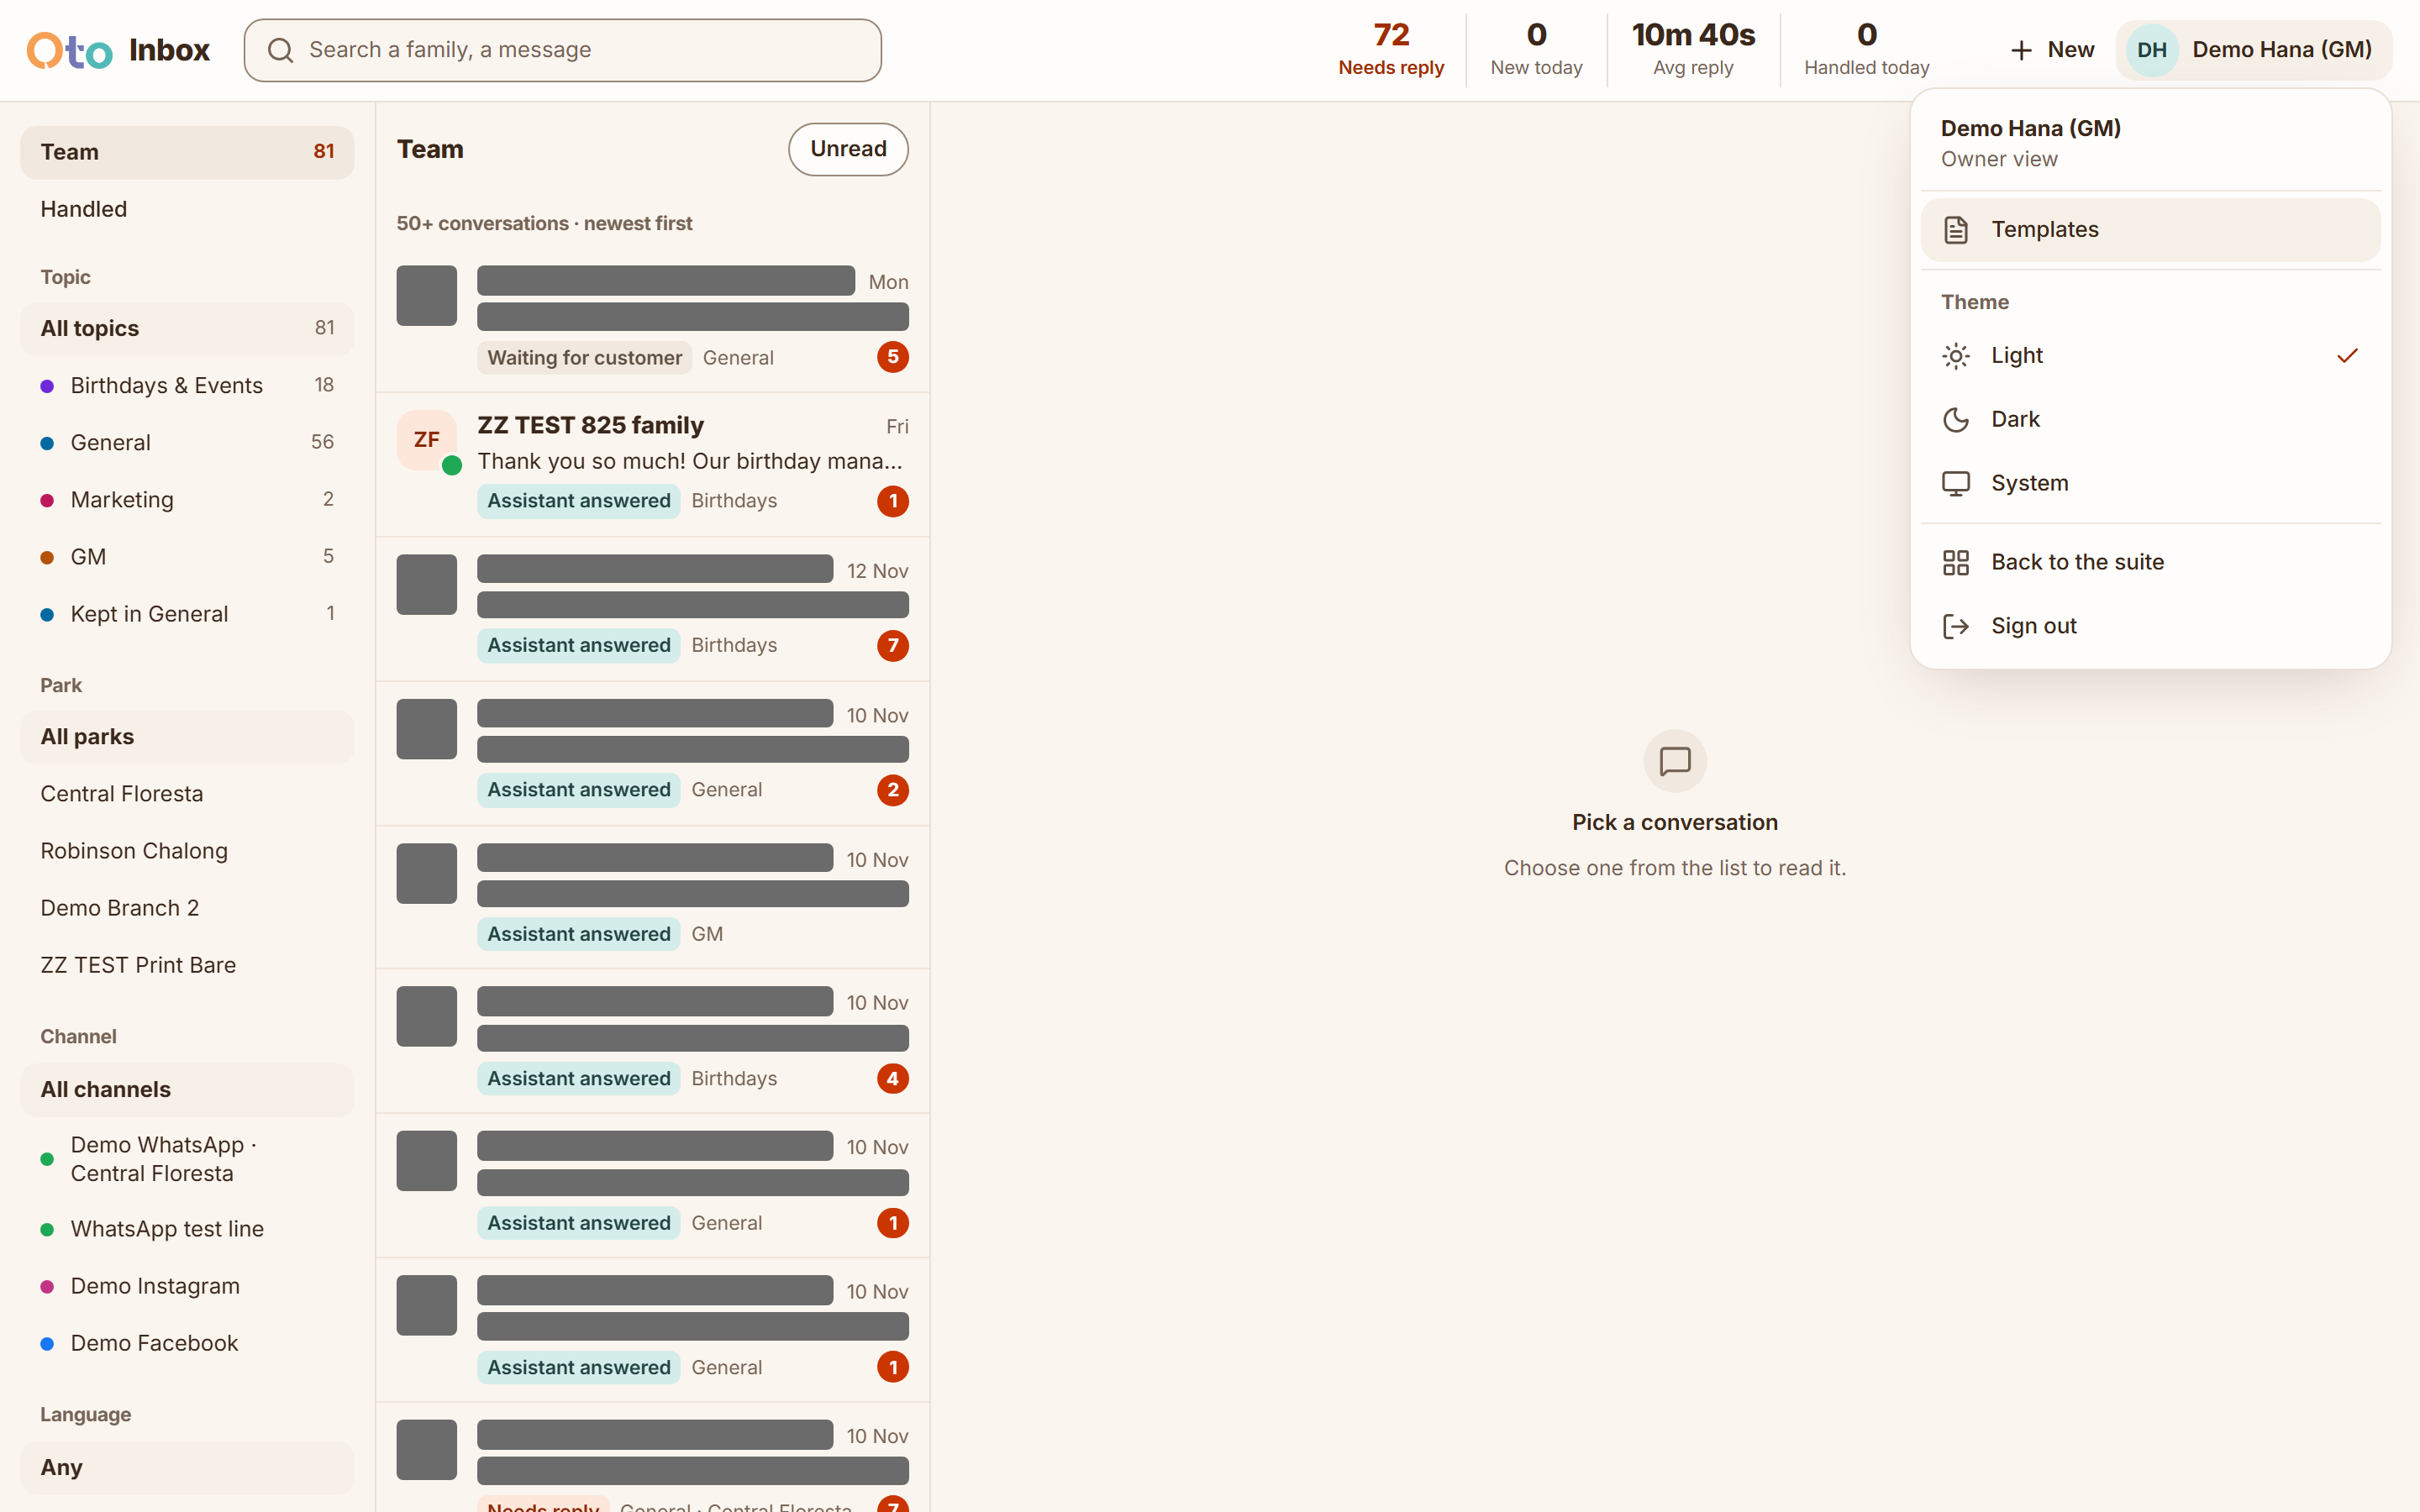 Oto Inbox
Search a family, a message
72
Needs reply
0
New today
10m 40s
Avg reply
0
Handled today
New
DH
Demo Hana (GM)
Team 81
Handled
Topic
All topics 81
Birthdays & Events 18
General 56
Marketing 2
GM 5
Kept in General 1
Park
All parks
Central Floresta
Robinson Chalong
Demo Branch 2
ZZ TEST Print Bare
Channel
All channels
Demo WhatsApp ·
Central Floresta
WhatsApp test line
Demo Instagram
Demo Facebook
Language
Any
Team
Unread
50+ conversations · newest first
Mon
Waiting for customer General 5
ZF
ZZ TEST 825 family Fri
Thank you so much! Our birthday mana...
Assistant answered Birthdays 1
12 Nov
Assistant answered Birthdays 7
10 Nov
Assistant answered General 2
10 Nov
Assistant answered GM
10 Nov
Assistant answered Birthdays 4
10 Nov
Assistant answered General 1
10 Nov
Assistant answered General 1
10 Nov
Needs reply General · Central Floresta 7
Pick a conversation
Choose one from the list to read it.
Demo Hana (GM)
Owner view
Templates
Theme
Light
Dark
System
Back to the suite
Sign out